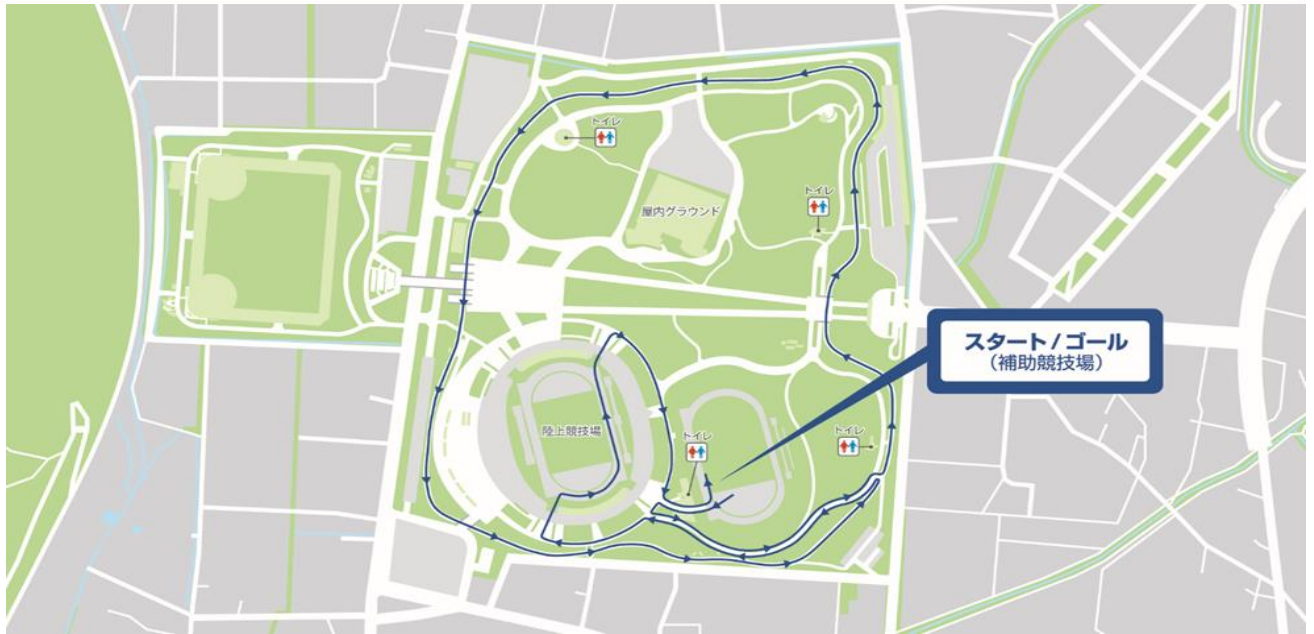 トイレ
屋内グラウンド
トイレ
スタート/ゴール
(補助競技場)
陸上競技場
トイレ
トイレ